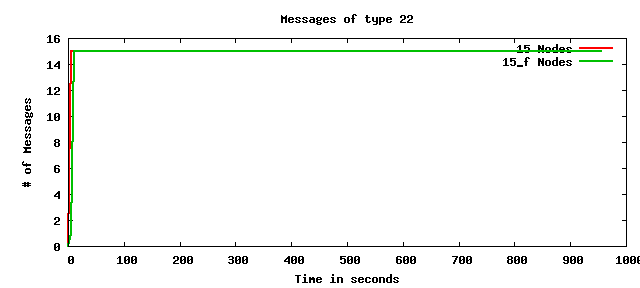 Messages of type 22
16
14
12
10
8
6
4
2
0
# of Messages
15 Nodes
15_f Nodes
0 100 200 300 400 500 600 700 800 900 1000
Time in seconds